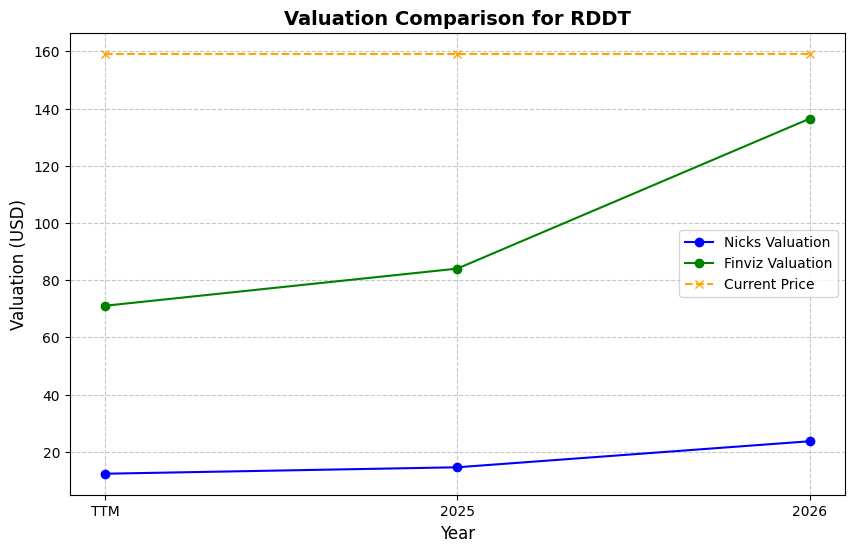 Valuation Comparison for RDDT
Valuation (USD)
160
140
120
100
80
60
40
20
Nicks Valuation
Finviz Valuation
Current Price
TTM
2025
2026
Year